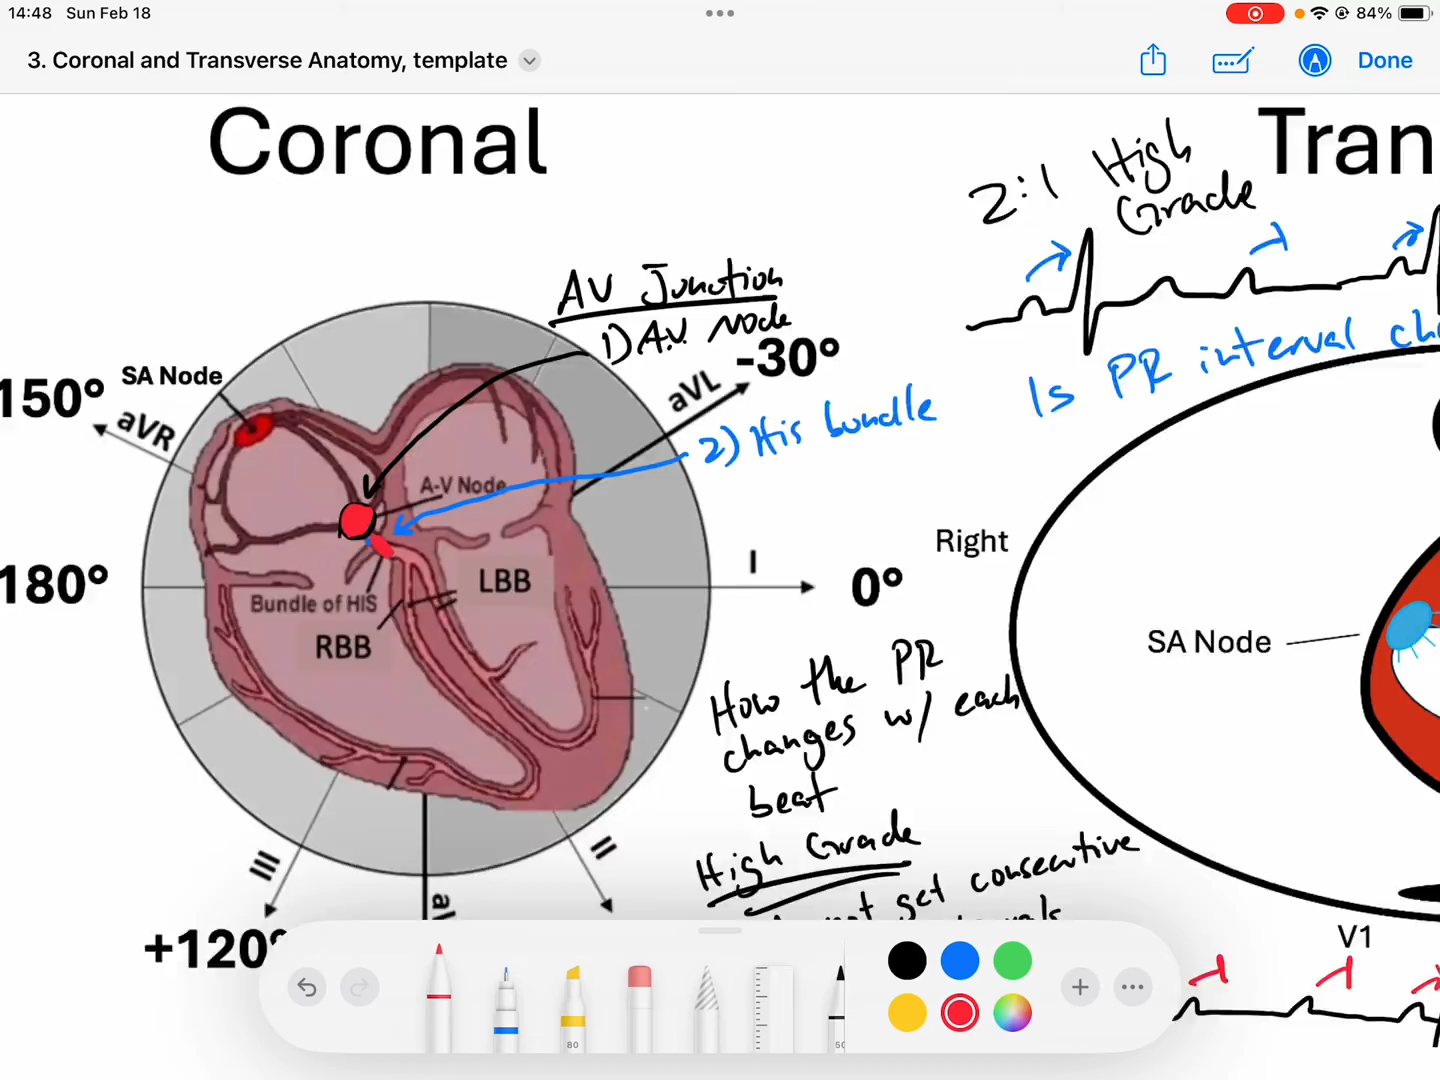 14:48 Sun Feb 18
84%
3. Coronal and Transverse Anatomy, template
Done
Coronal
Tran
2:1 High
Grade
AV Junction
1) A.V. Node
-30°
aVL
SA Node
150°
aVR
2) His bundle
Is PR interval ch
A-V Node
Right
LBB
I
0°
180°
Bundle of HIS
RBB
SA Node
How the PR
changes w/ each
beat
High Grade
not get consecutive
III
II
+120°
V1
80
50